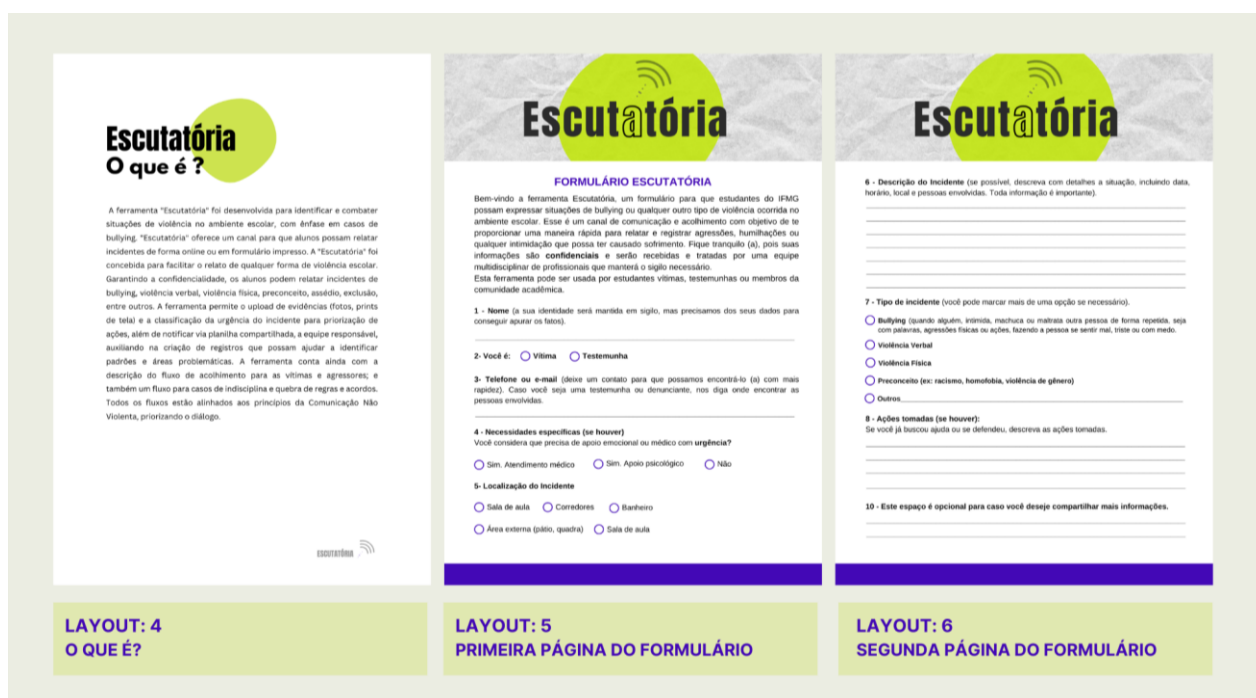 Escutatória
O que é ?
A ferramenta "Escutatória" foi desenvolvida para identificar e combater
situações de violência no ambiente escolar, com ênfase em casos de
bullying. "Escutatória" oferece um canal para que alunos possam relatar
incidentes de forma online ou em formulário impresso. A "Escutatória" foi
concebida para facilitar o relato de qualquer forma de violência escolar.
Garantindo a confidencialidade, os alunos podem relatar incidentes de
bullying, violência verbal, violência física, preconceito, assédio, exclusão,
entre outros. A ferramenta permite o upload de evidências (fotos, prints
de tela) e a classificação da urgência do incidente para priorização de
ações, além de notificar via planilha compartilhada, a equipe responsável,
auxiliando na criação de registros que possam ajudar a identificar
padrões e áreas problemáticas. A ferramenta conta ainda com a
descrição do fluxo de acolhimento para as vítimas e agressores; e
também um fluxo para casos de indisciplina e quebra de regras e acordos.
Todos os fluxos estão alinhados aos princípios da Comunicação Não
Violenta, priorizando o diálogo.
ESCUTATÓRIA
LAYOUT: 4
O QUE É?
Escutatória
FORMULÁRIO ESCUTATÓRIA
Bem-vindo a ferramenta Escutatória, um formulário para que estudantes do IFMG
possam expressar situações de bullying ou qualquer outro tipo de violência ocorrida no
ambiente escolar. Esse é um canal de comunicação e acolhimento com objetivo de te
proporcionar uma maneira rápida para relatar e registrar agressões, humilhações ou
qualquer intimidação que possa ter causado sofrimento. Fique tranquilo (a), pois suas
informações são confidenciais e serão recebidas e tratadas por uma equipe
multidisciplinar de profissionais que manterá o sigilo necessário.
Esta ferramenta pode ser usada por estudantes vítimas, testemunhas ou membros da
comunidade acadêmica.
1 - Nome (a sua identidade será mantida em sigilo, mas precisamos dos seus dados para
conseguir apurar os fatos).
2- Você é: Vítima Testemunha
3- Telefone ou e-mail (deixe um contato para que possamos encontrá-lo (a) com mais
rapidez). Caso você seja uma testemunha ou denunciante, nos diga onde encontrar as
pessoas envolvidas.
4 - Necessidades específicas (se houver)
Você considera que precisa de apoio emocional ou médico com urgência?
Sim. Atendimento médico Sim. Apoio psicológico Não
5- Localização do Incidente
Sala de aula Corredores Banheiro
Área externa (pátio, quadra) Sala de aula
LAYOUT: 5
PRIMEIRA PÁGINA DO FORMULÁRIO
Escutatória
6 - Descrição do Incidente (se possível, descreva com detalhes a situação, incluindo data,
horário, local e pessoas envolvidas. Toda informação é importante).
7 - Tipo de incidente (você pode marcar mais de uma opção se necessário).
Bullying (quando alguém, intimida, machuca ou maltrata outra pessoa de forma repetida, seja
com palavras, agressões físicas ou ações, fazendo a pessoa se sentir mal, triste ou com medo.
Violência Verbal
Violência Física
Preconceito (ex: racismo, homofobia, violência de gênero)
Outros
8 - Ações tomadas (se houver):
Se você já buscou ajuda ou se defendeu, descreva as ações tomadas.
10 - Este espaço é opcional para caso você deseje compartilhar mais informações.
LAYOUT: 6
SEGUNDA PÁGINA DO FORMULÁRIO